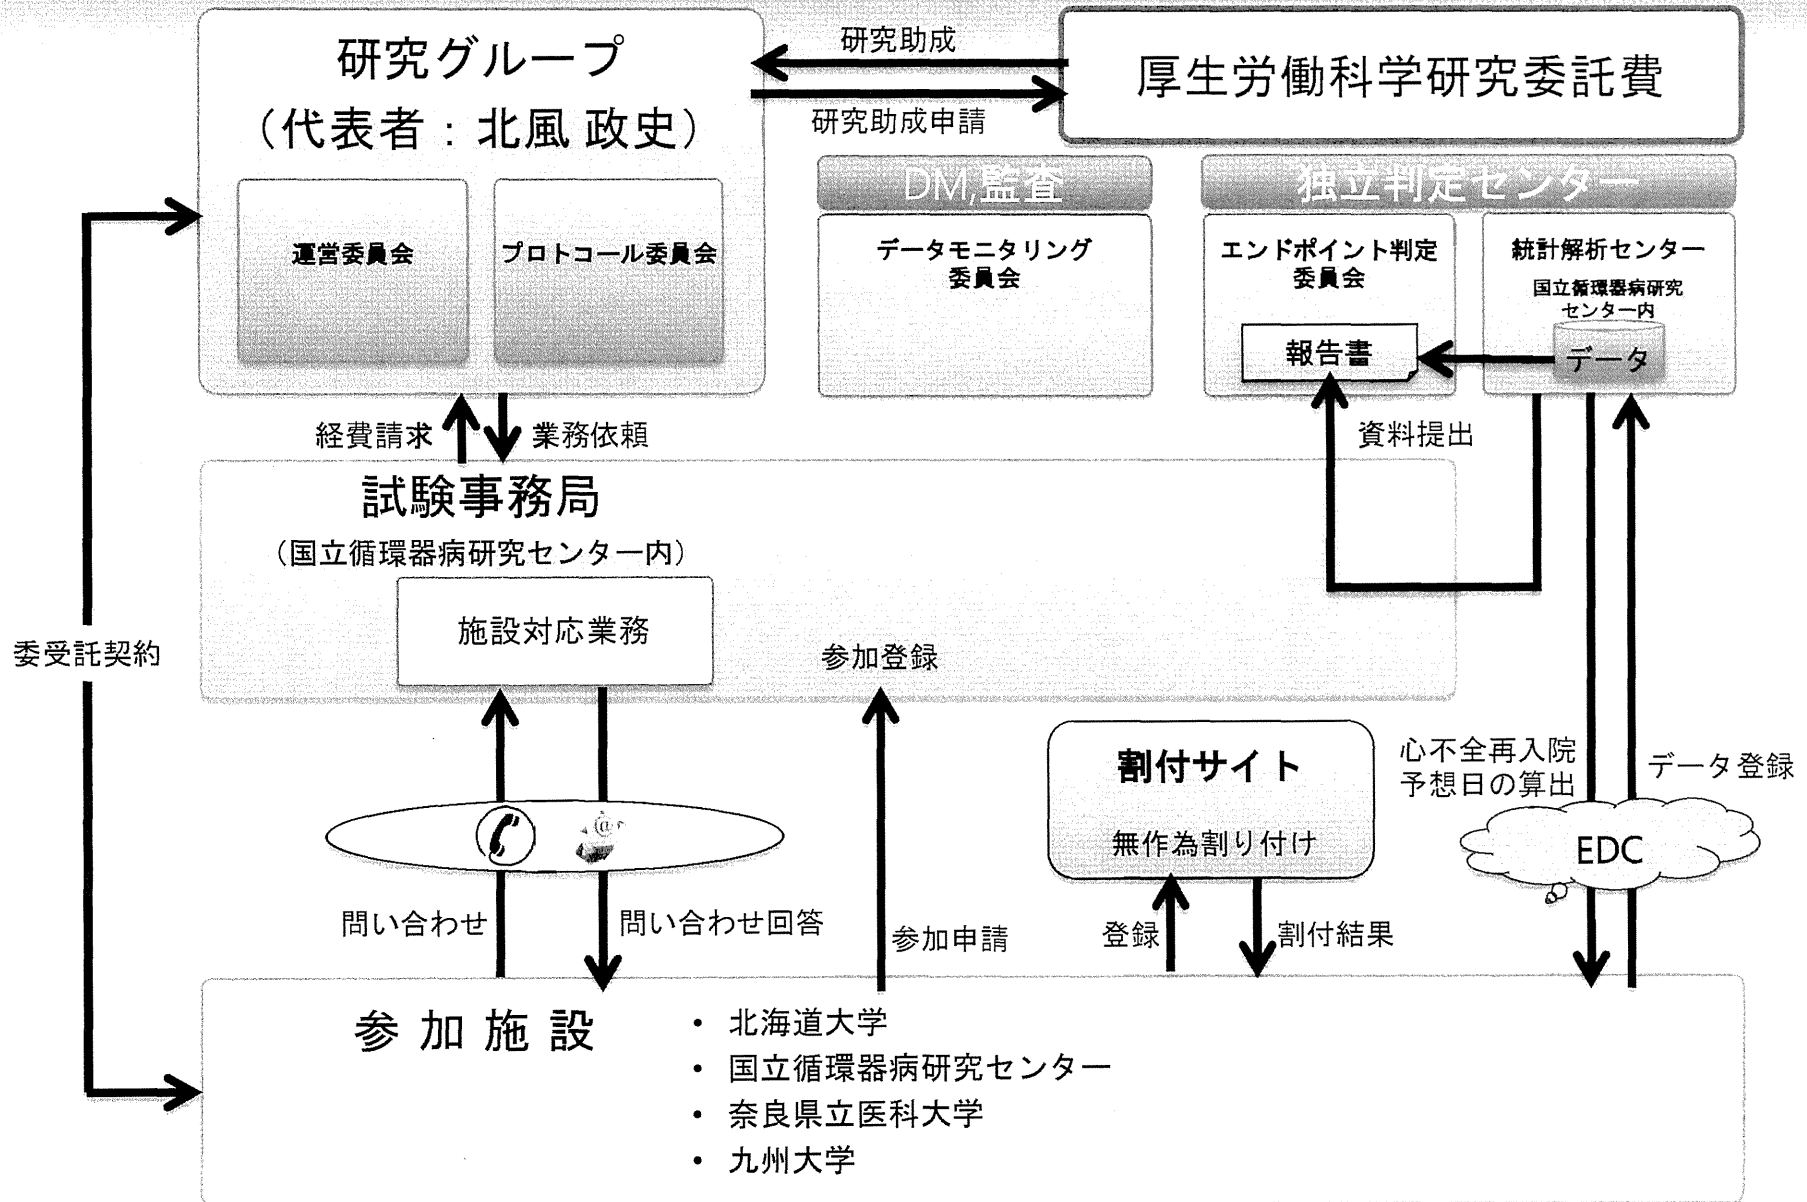 研究グループ
（代表者：北風 政史）
運営委員会
プロトコール委員会
研究助成
研究助成申請
厚生労働科学研究委託費
DM,監査
データモニタリング
委員会
独立判定センター
エンドポイント判定
委員会
報告書
統計解析センター
国立循環器病研究
センター内
データ
経費請求
業務依頼
資料提出
試験事務局
（国立循環器病研究センター内）
施設対応業務
参加登録
委受託契約
割付サイト
無作為割り付け
心不全再入院
予想日の算出
データ登録
EDC
@
問い合わせ
問い合わせ回答
参加申請
登録
割付結果
参加施設
・ 北海道大学
・ 国立循環器病研究センター
・ 奈良県立医科大学
・ 九州大学